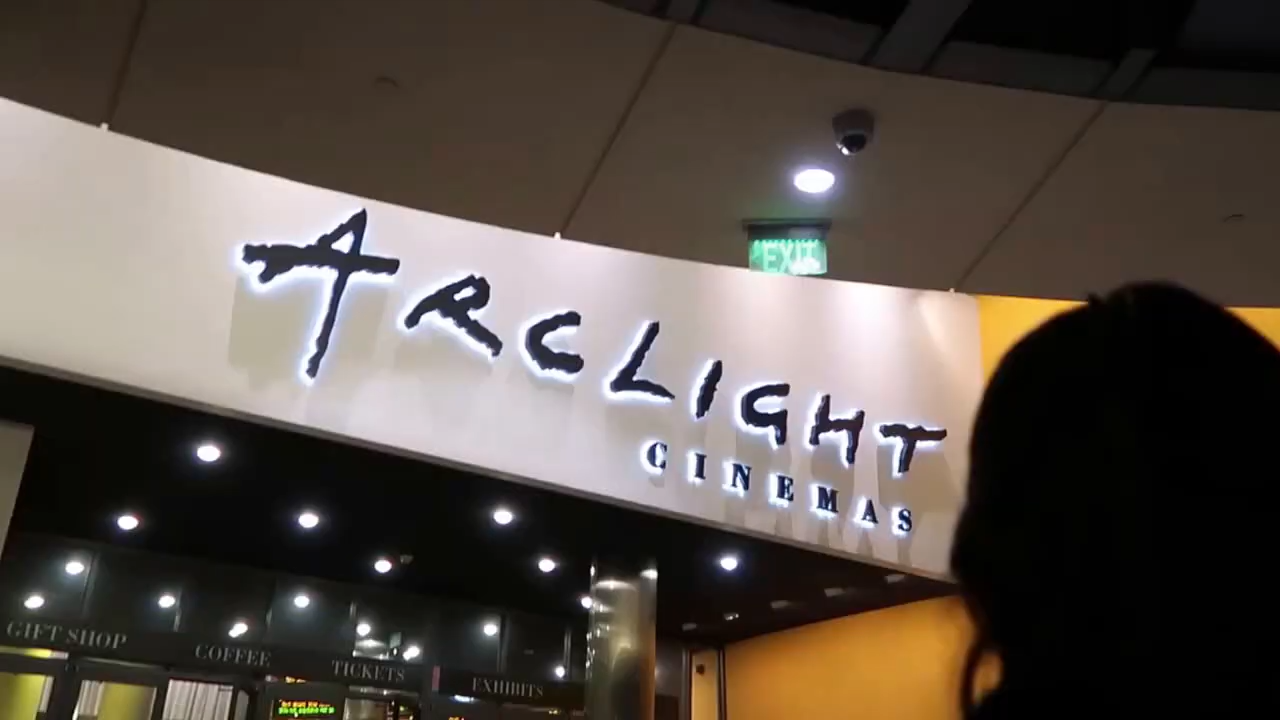 EXIT
ARCLIGHT
CINEMAS
GIFT SHOP
COFFEE
TICKETS
EXHIBITS